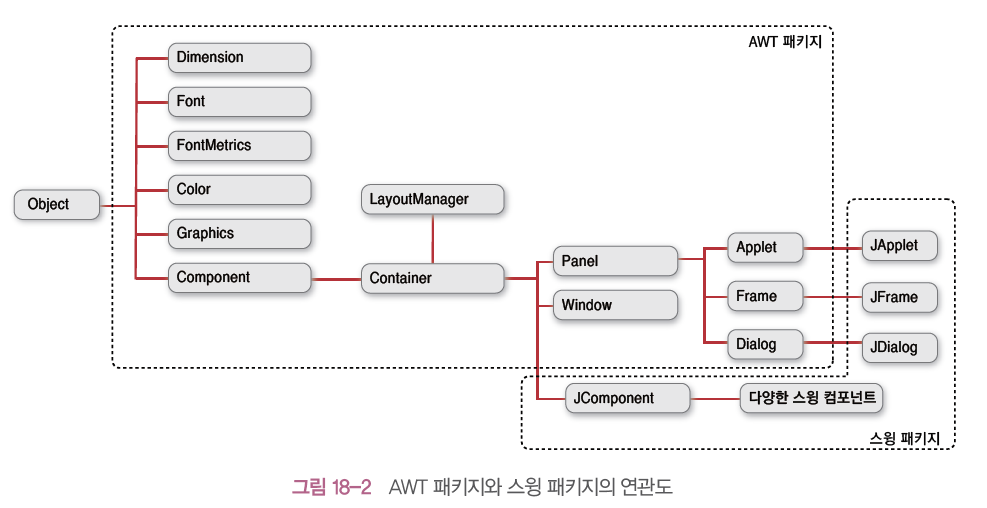 AWT 패키지
Dimension
Font
FontMetrics
Color
Object
LayoutManager
Graphics
Component
Container
Panel
Window
Applet
JApplet
Frame
JFrame
Dialog
JDialog
JComponent
다양한 스윙 컴포넌트
스윙 패키지
그림 18-2 AWT 패키지와 스윙 패키지의 연관도